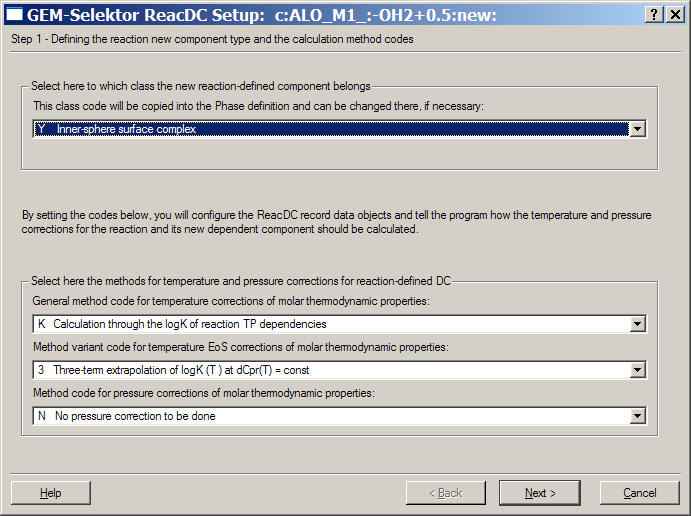 GEM-Selektor ReacDC Setup:  c:ALO_M1_:-OH2+0.5:new:
Step 1 - Defining the reaction new component type and the calculation method codes
Select here to which class the new reaction-defined component belongs
This class code will be copied into the Phase definition and can be changed there, if necessary:
Y   Inner-sphere surface complex
By setting the codes below, you will configure the ReacDC record data objects and tell the program how the temperature and pressure
corrections for the reaction and its new dependent component should be calculated.
Select here the methods for temperature and pressure corrections for reaction-defined DC
General method code for temperature corrections of molar thermodynamic properties:
K   Calculation through the logK of reaction TP dependencies
Method variant code for temperature EoS corrections of molar thermodynamic properties:
3   Three-term extrapolation of logK (T ) at dCpr(T) = const
Method code for pressure corrections of molar thermodynamic properties:
N   No pressure correction to be done
Help
< Back
Next >
Cancel